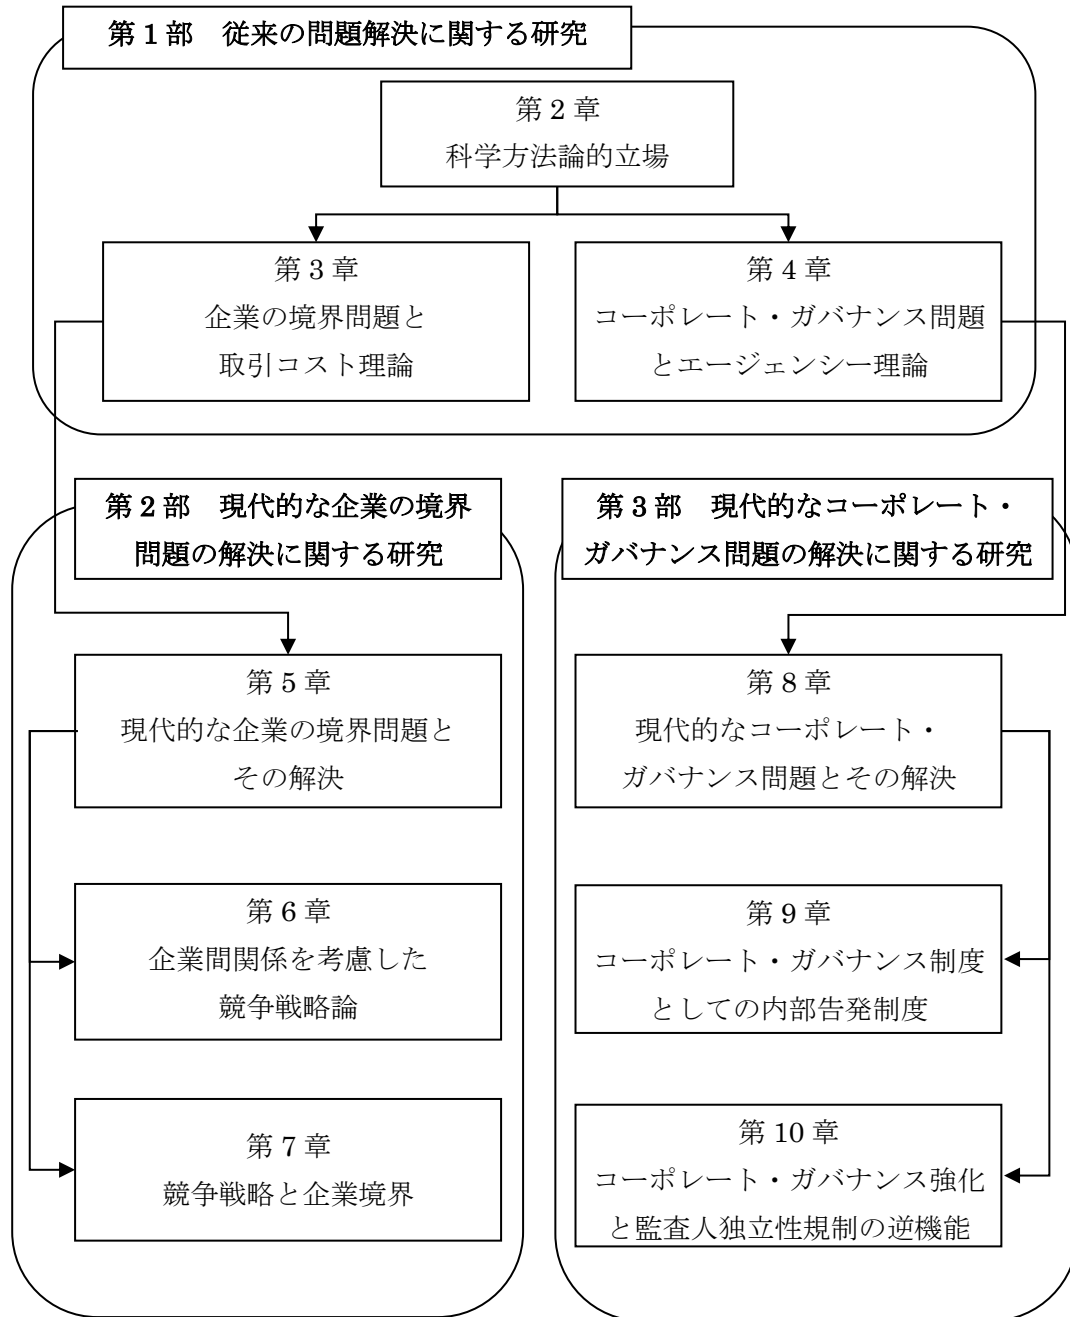 第1部　従来の問題解決に関する研究
第2章
科学方法論的立場
第3章
企業の境界問題と
取引コスト理論
第4章
コーポレート・ガバナンス問題
とエージェンシー理論
第2部　現代的な企業の境界
問題の解決に関する研究
第3部　現代的なコーポレート・
ガバナンス問題の解決に関する研究
第5章
現代的な企業の境界問題と
その解決
第6章
企業間関係を考慮した
競争戦略論
第7章
競争戦略と企業境界
第8章
現代的なコーポレート・
ガバナンス問題とその解決
第9章
コーポレート・ガバナンス制度
としての内部告発制度
第10章
コーポレート・ガバナンス強化
と監査人独立性規制の逆機能